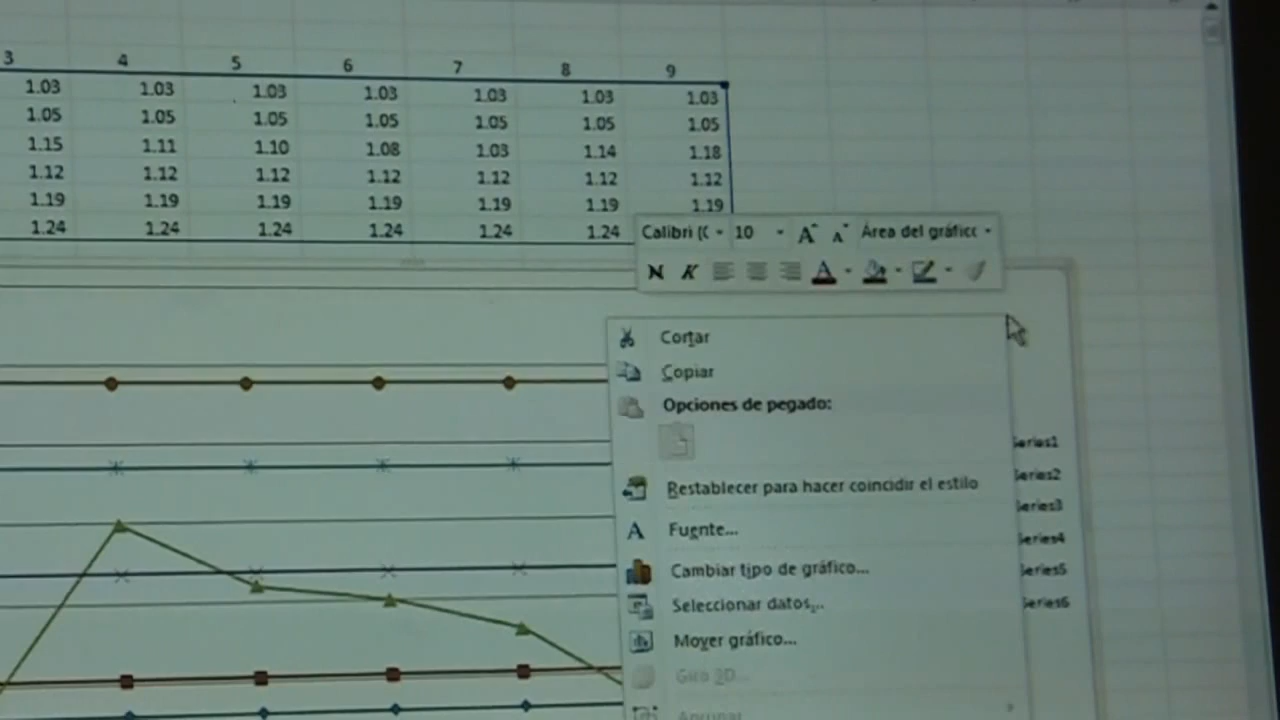 3 4 5 6 7 8 9
1.03 1.03 1.03 1.03 1.03 1.03 1.03
1.05 1.05 1.05 1.05 1.05 1.05 1.05
1.15 1.11 1.10 1.08 1.03 1.14 1.18
1.12 1.12 1.12 1.12 1.12 1.12 1.12
1.19 1.19 1.19 1.19 1.19 1.19 1.19
1.24 1.24 1.24 1.24 1.24 1.24
Calibri (C 10 A A Área del gráfico
N K A
Cortar
Copiar
Opciones de pegado:
Restablecer para hacer coincidir el estilo
A Fuente...
Cambiar tipo de gráfico...
Seleccionar datos...
Mover gráfico...
Giro 3D...
Agrupar
Series1
Series2
Series3
Series4
Series5
Series6